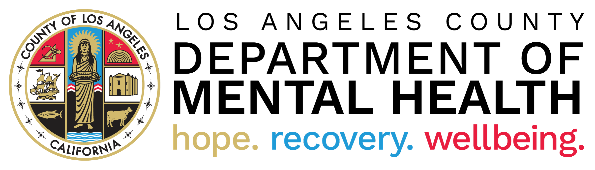 COUNTY OF LOS ANGELES
CALIFORNIA
LOS ANGELES COUNTY
DEPARTMENT OF
MENTAL HEALTH
hope. recovery. wellbeing.